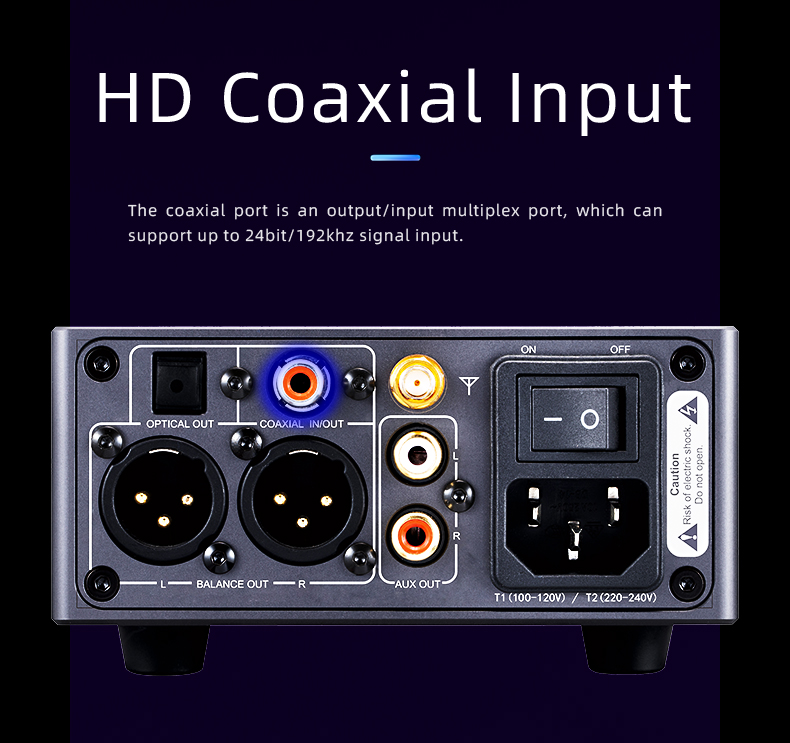 HD Coaxial Input
The coaxial port is an output/input multiplex port, which can
support up to 24bit/192khz signal input.
ON OFF
OPTICAL OUT
COAXIAL IN/OUT
L
R
L BALANCE OUT R
AUX OUT
T1(100-120V) / T2(220-240V)
Caution
Risk of electric shock.
Do not open.